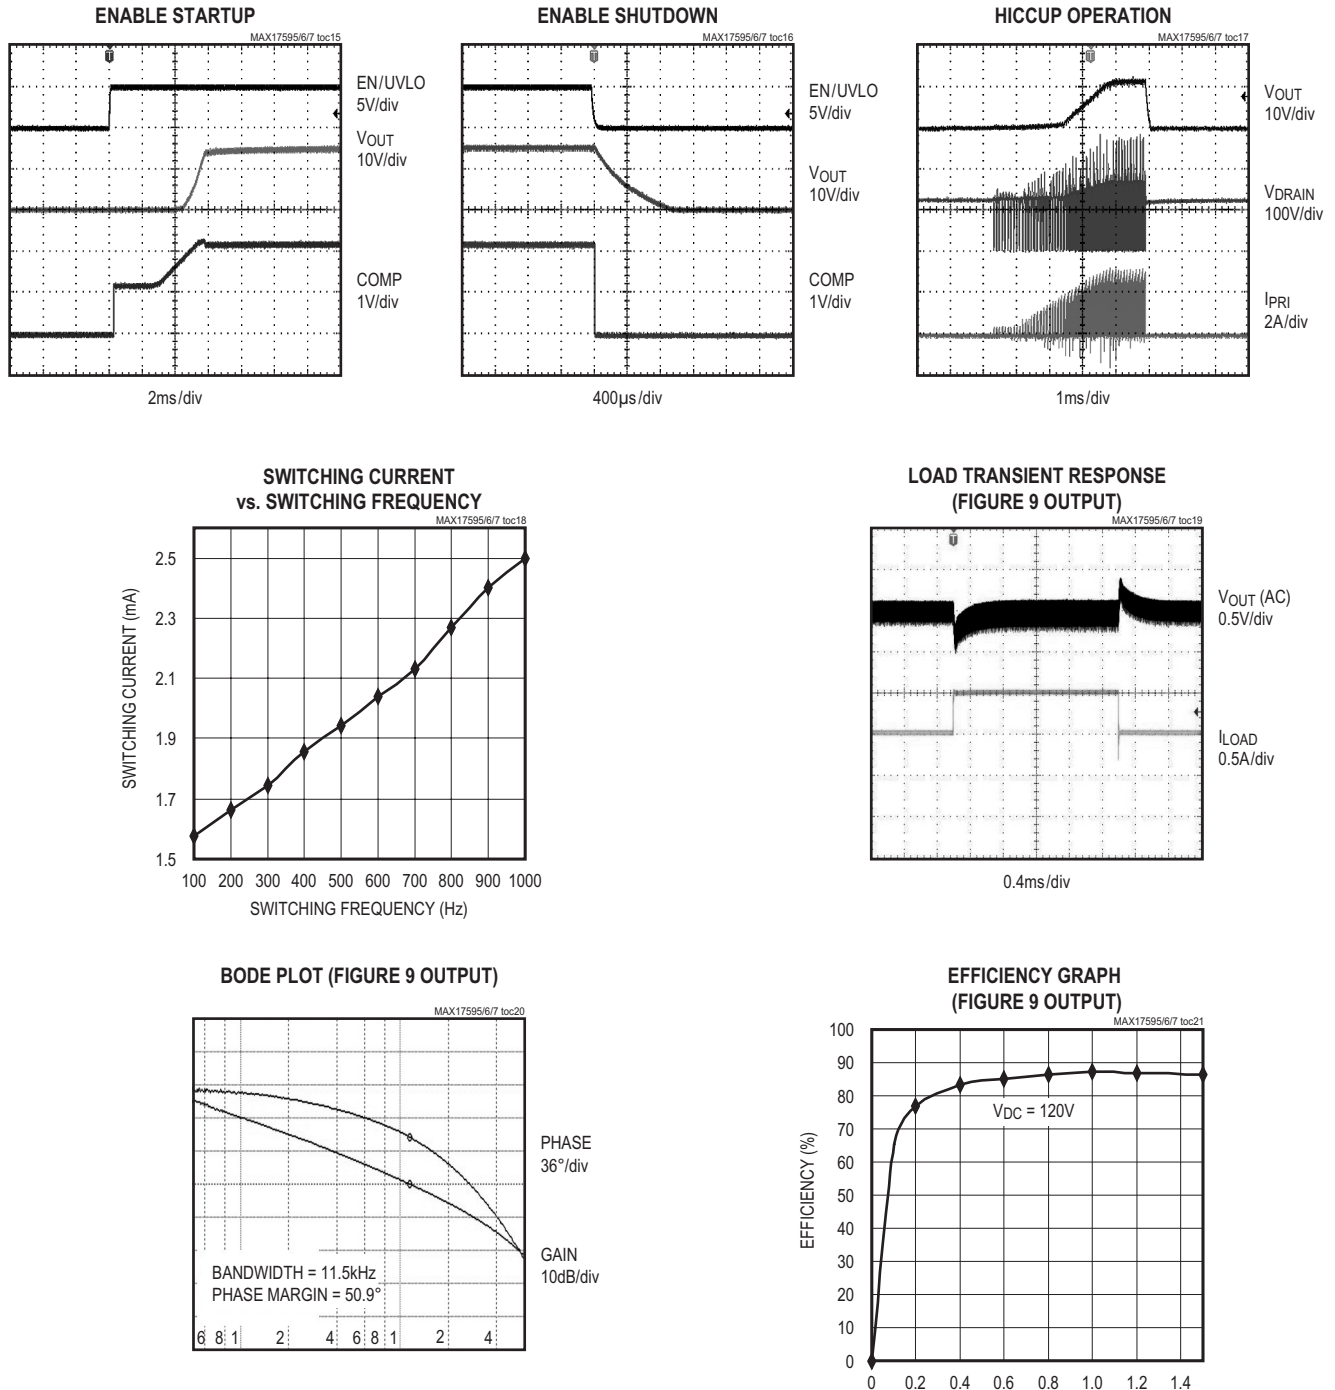 ENABLE STARTUP
MAX17595/6/7 toc15
T
EN/UVLO
5V/div
VOUT
10V/div
COMP
1V/div
2ms/div
ENABLE SHUTDOWN
MAX17595/6/7 toc16
T
EN/UVLO
5V/div
VOUT
10V/div
COMP
1V/div
400µs/div
HICCUP OPERATION
MAX17595/6/7 toc17
T
VOUT
10V/div
VDRAIN
100V/div
IPRI
2A/div
1ms/div
SWITCHING CURRENT
vs. SWITCHING FREQUENCY
MAX17595/6/7 toc18
SWITCHING CURRENT (mA)
2.5
2.3
2.1
1.9
1.7
1.5
100 200 300 400 500 600 700 800 900 1000
SWITCHING FREQUENCY (Hz)
LOAD TRANSIENT RESPONSE
(FIGURE 9 OUTPUT)
MAX17595/6/7 toc19
T
VOUT (AC)
0.5V/div
ILOAD
0.5A/div
0.4ms/div
BODE PLOT (FIGURE 9 OUTPUT)
MAX17595/6/7 toc20
PHASE
36°/div
GAIN
10dB/div
BANDWIDTH = 11.5kHz
PHASE MARGIN = 50.9°
6 8 1 2 4 6 8 1 2 4
EFFICIENCY GRAPH
(FIGURE 9 OUTPUT)
MAX17595/6/7 toc21
EFFICIENCY (%)
100
90
80
70
60
50
40
30
20
10
0
VDC = 120V
0 0.2 0.4 0.6 0.8 1.0 1.2 1.4